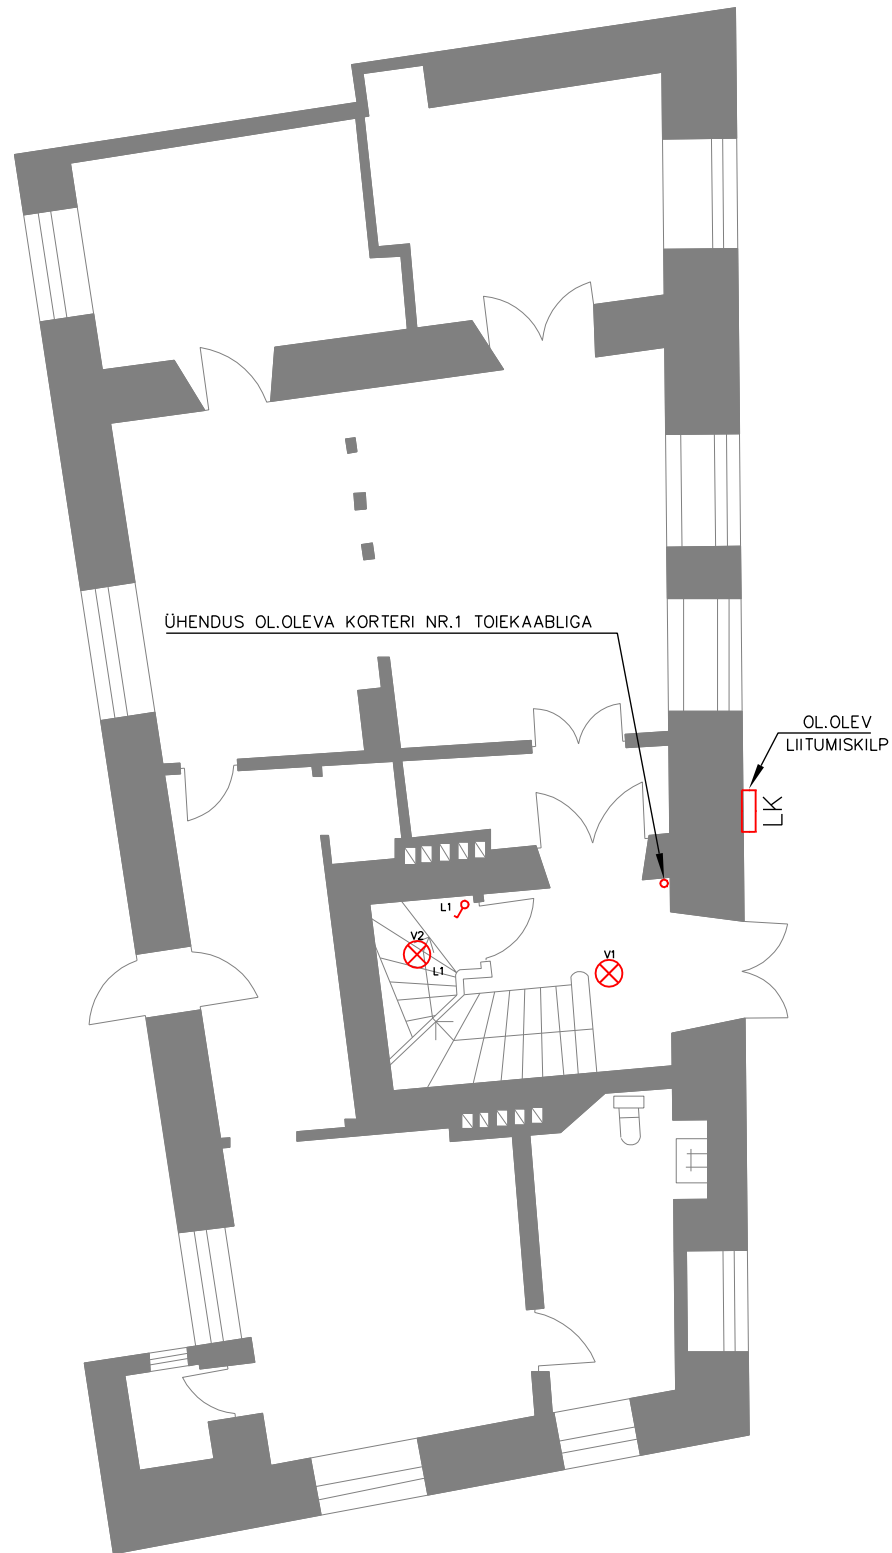 ÜHENDUS OL.OLEVA KORTERI NR.1 TOIEKAABLIGA
OL.OLEV
LIITUMISKILP
LK
L1
V2
L1
V1